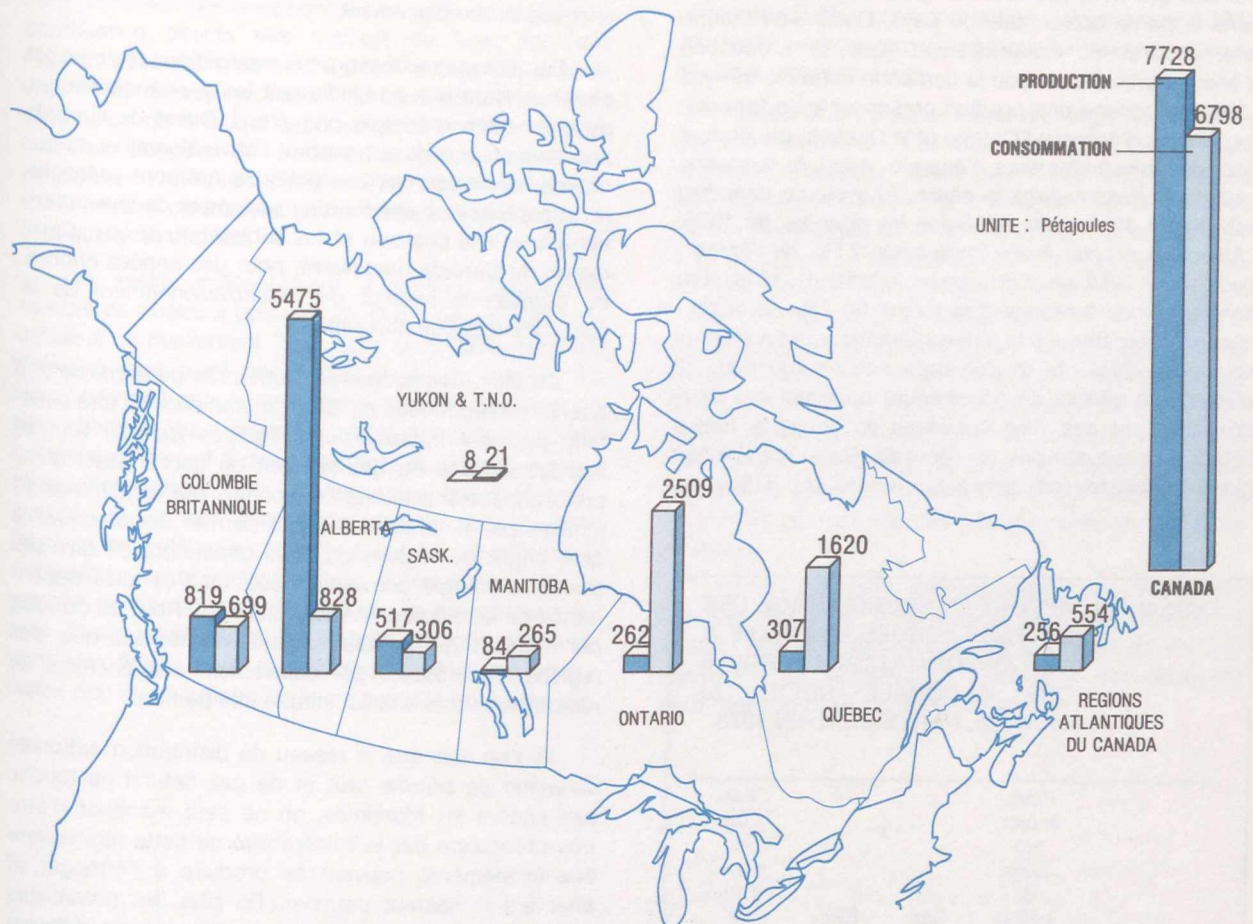 7728
PRODUCTION
6798
CONSOMMATION
UNITE : Pétajoules
CANADA
YUKON & T.N.O.
8 21
COLOMBIE
BRITANNIQUE
819
699
5475
ALBERTA
828
SASK.
517
306
MANITOBA
84
265
2509
262
ONTARIO
1620
307
QUEBEC
256
554
REGIONS
ATLANTIQUES
DU CANADA